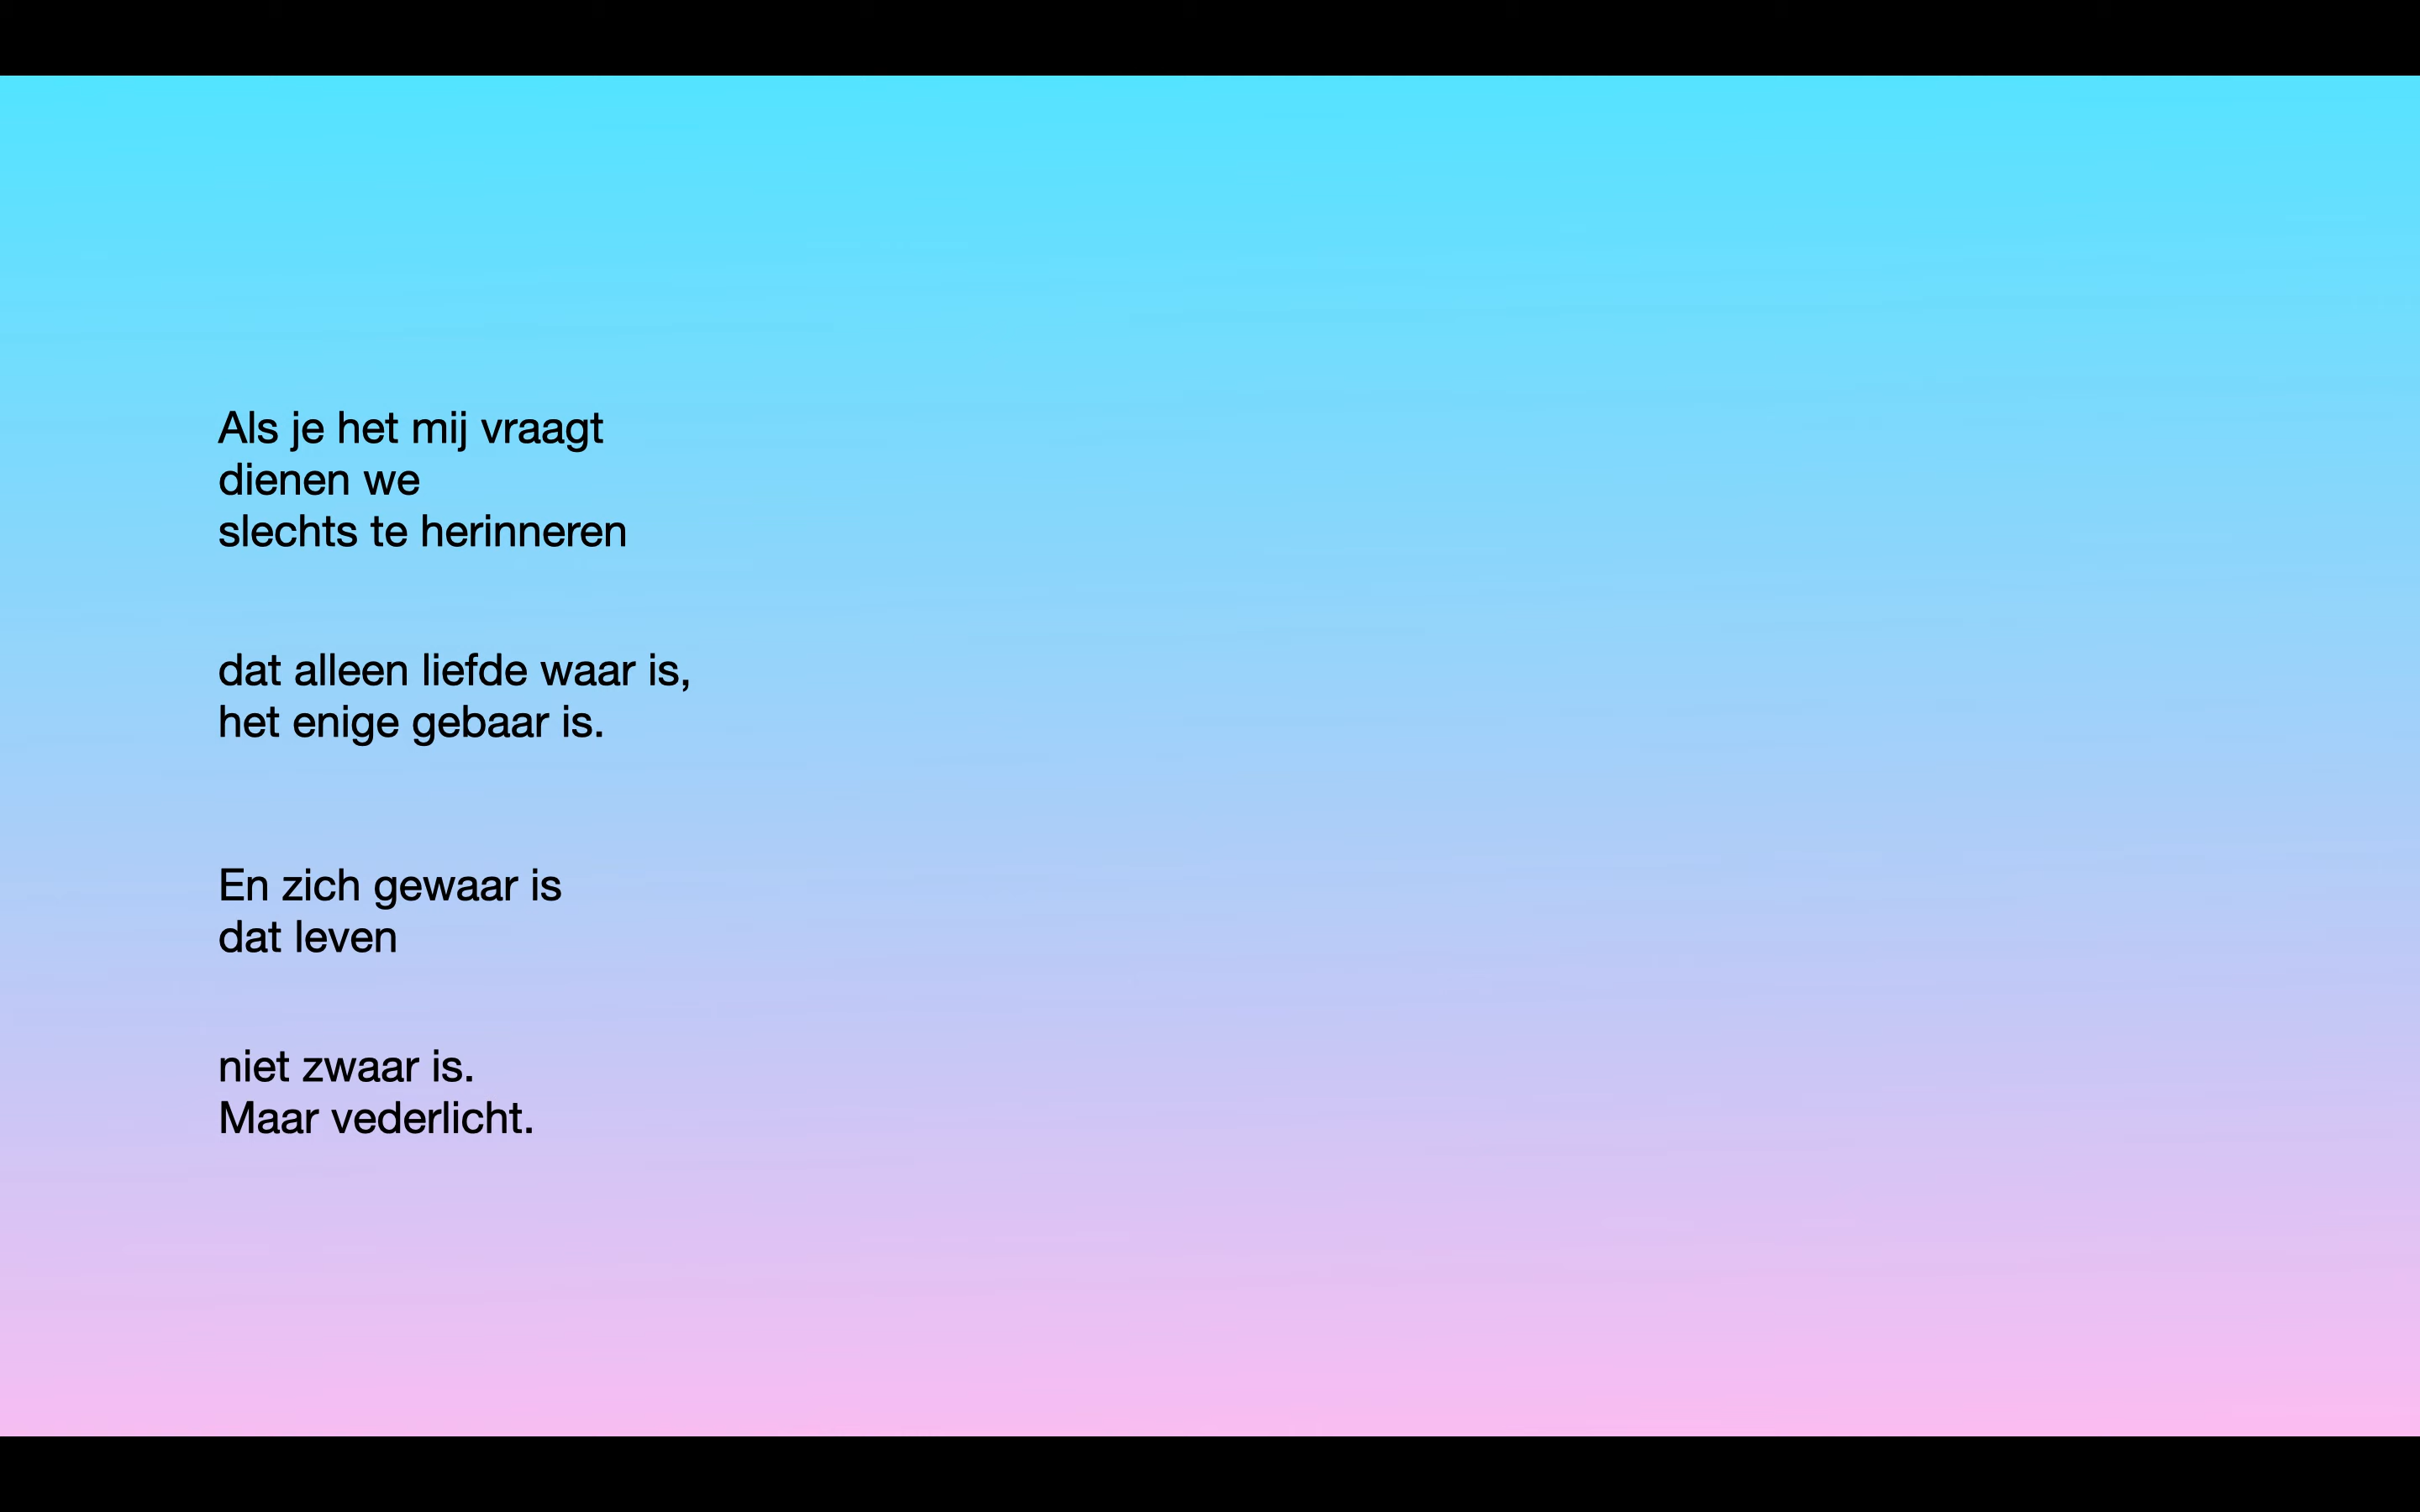 Als je het mij vraagt
dienen we
slechts te herinneren
dat alleen liefde waar is,
het enige gebaar is.
En zich gewaar is
dat leven
niet zwaar is.
Maar vederlicht.